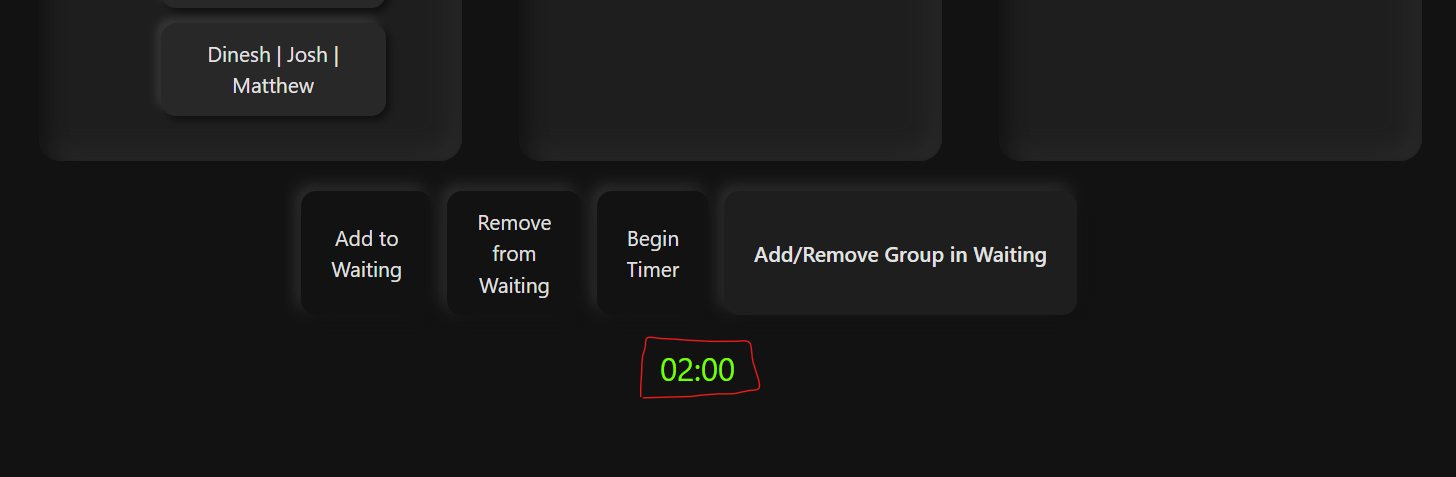 Dinesh | Josh |
Matthew
Add to
Waiting
Remove
from
Waiting
Begin
Timer
Add/Remove Group in Waiting
02:00